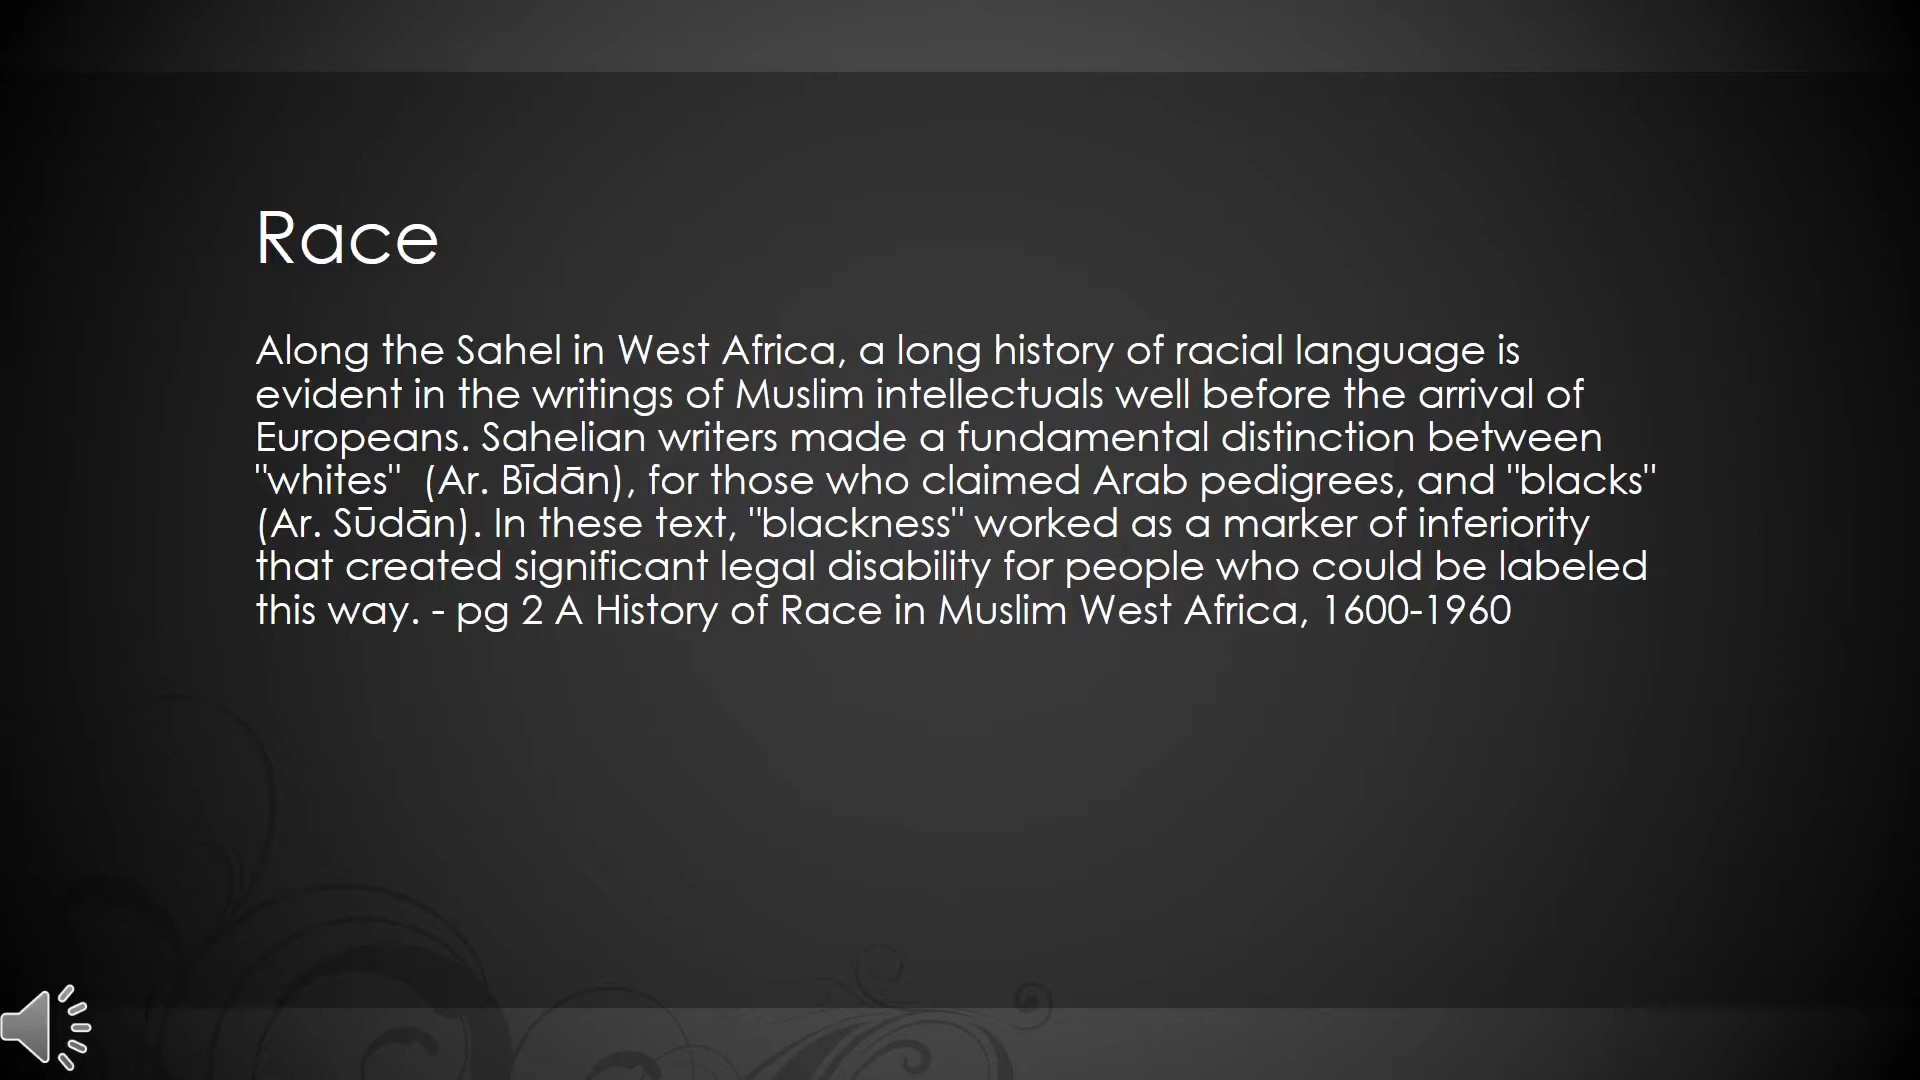 Race
Along the Sahel in West Africa, a long history of racial language is
evident in the writings of Muslim intellectuals well before the arrival of
Europeans. Sahelian writers made a fundamental distinction between
"whites"  (Ar. Bīdān), for those who claimed Arab pedigrees, and "blacks"
(Ar. Sūdān). In these text, "blackness" worked as a marker of inferiority
that created significant legal disability for people who could be labeled
this way. - pg 2 A History of Race in Muslim West Africa, 1600-1960